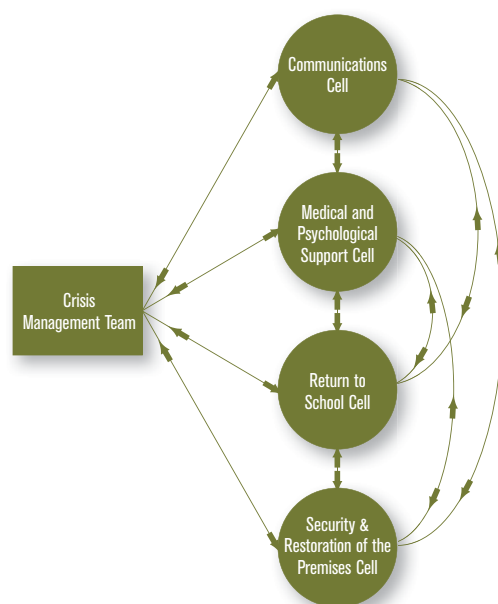 Communications
Cell
Medical and
Psychological
Support Cell
Crisis
Management Team
Return to
School Cell
Security &
Restoration of the
Premises Cell